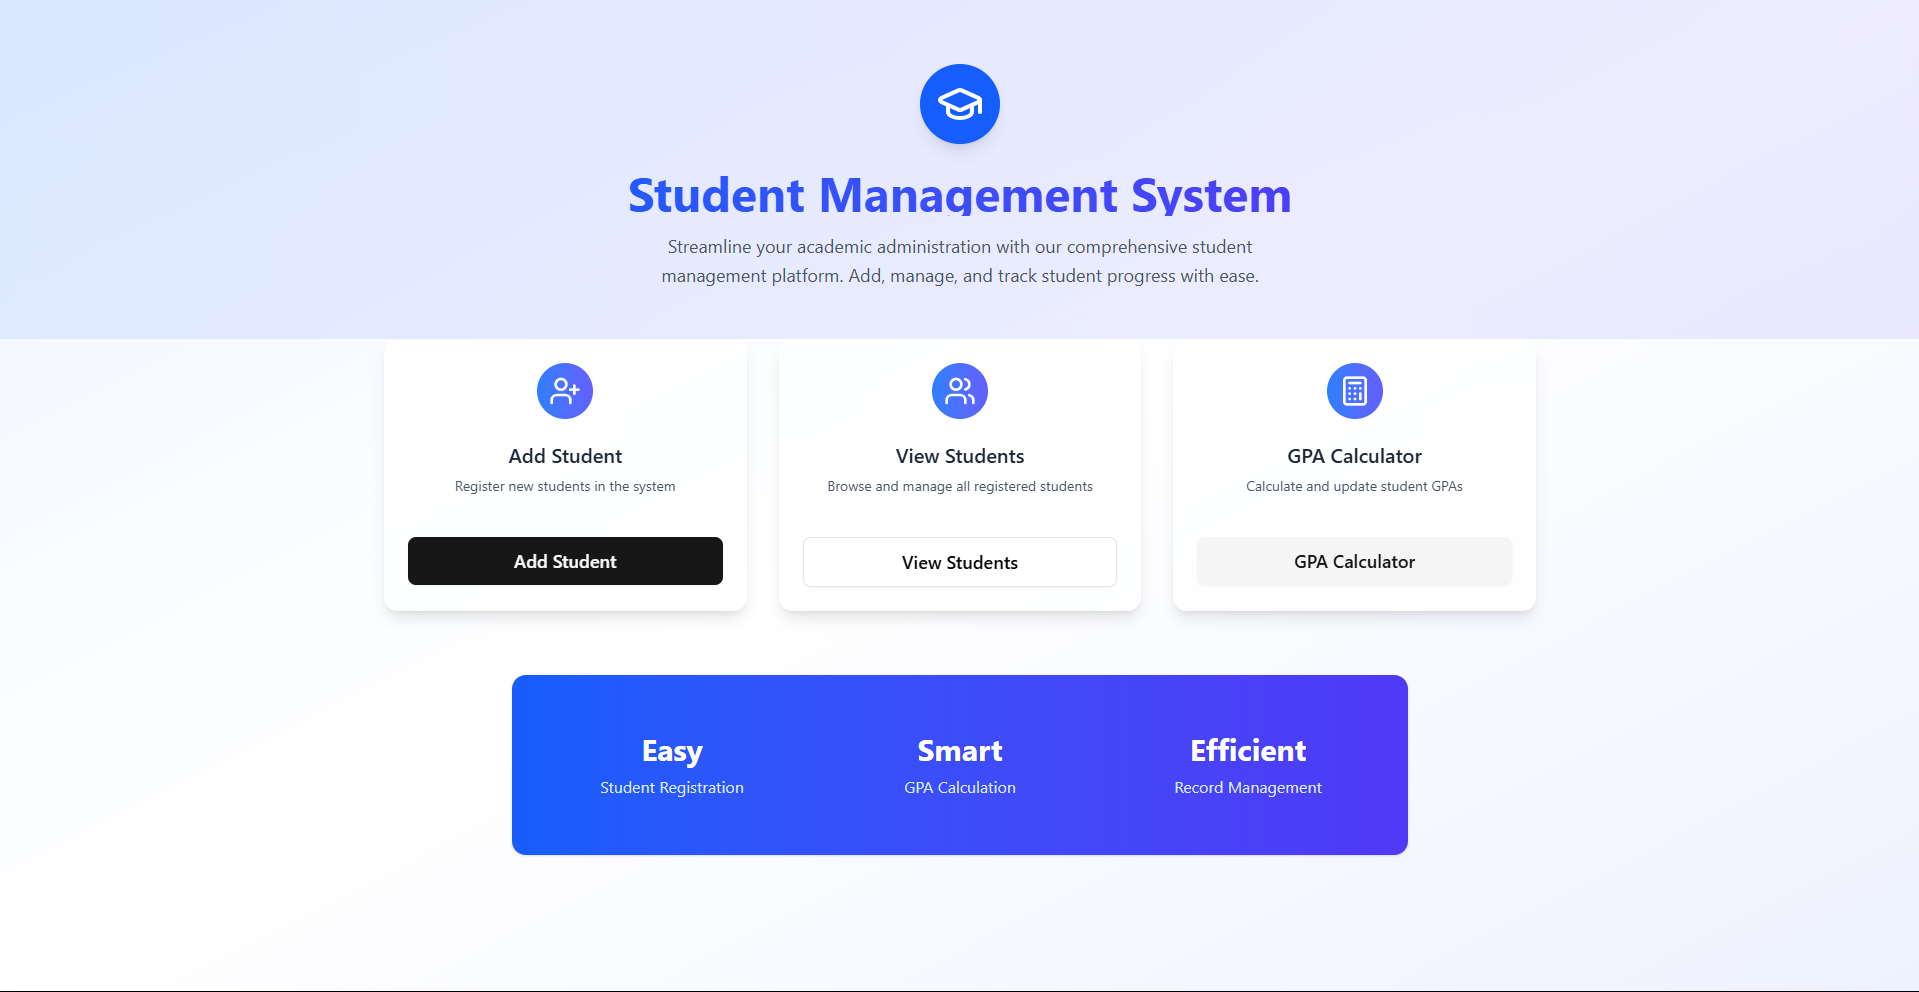 Student Management System
Streamline your academic administration with our comprehensive student
management platform. Add, manage, and track student progress with ease.
Add Student
Register new students in the system
Add Student
View Students
Browse and manage all registered students
View Students
GPA Calculator
Calculate and update student GPAs
GPA Calculator
Easy
Student Registration
Smart
GPA Calculation
Efficient
Record Management